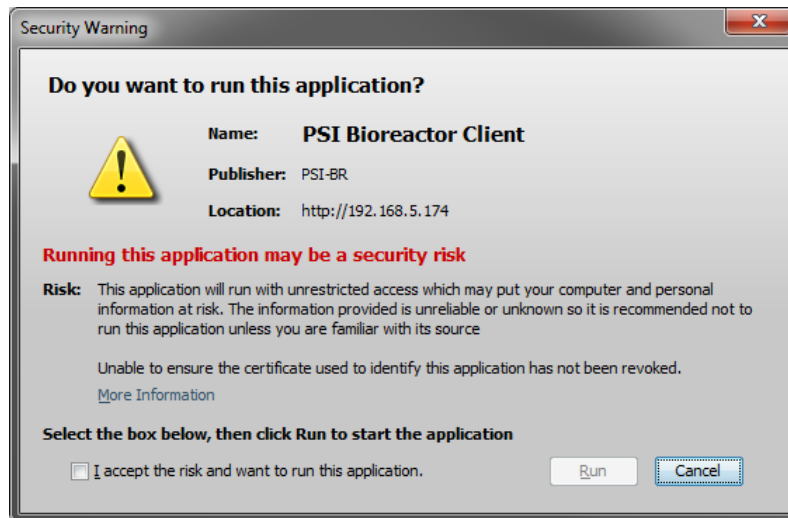 Security Warning
Do you want to run this application?
Name: PSI Bioreactor Client
Publisher: PSI-BR
Location: http://192.168.5.174
Running this application may be a security risk
Risk: This application will run with unrestricted access which may put your computer and personal
information at risk. The information provided is unreliable or unknown so it is recommended not to
run this application unless you are familiar with its source
Unable to ensure the certificate used to identify this application has not been revoked.
More Information
Select the box below, then click Run to start the application
I accept the risk and want to run this application. Run Cancel